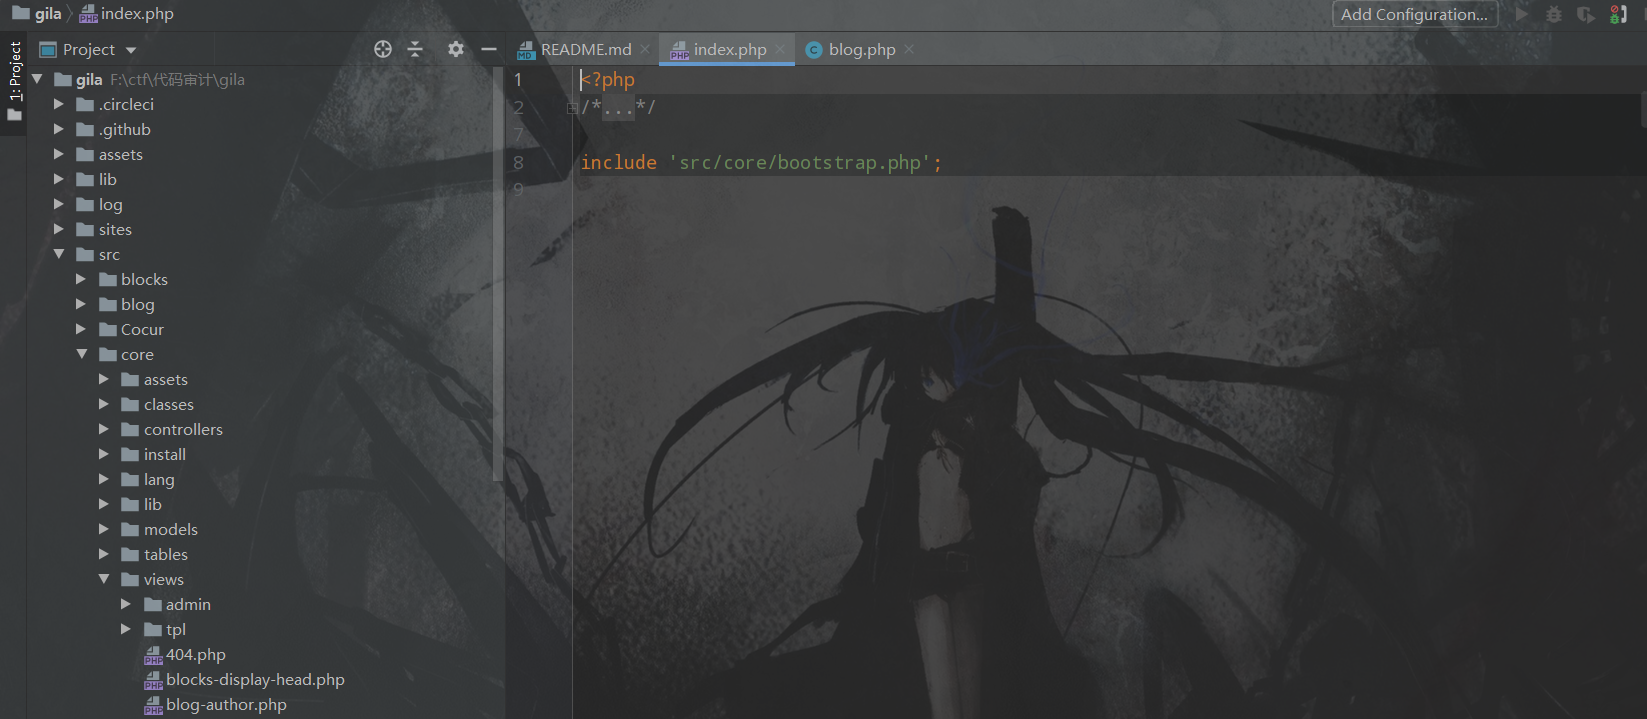 gila index.php
Add Configuration...
1: Project
Project
README.md
index.php
blog.php
gila F:\ctf\代码审计\gila
.circleci
.github
assets
lib
log
sites
src
blocks
blog
Cocur
core
assets
classes
controllers
install
lang
lib
models
tables
views
admin
tpl
404.php
blocks-display-head.php
blog-author.php
1 <?php
2 /*...*/
7
8 include 'src/core/bootstrap.php';
9